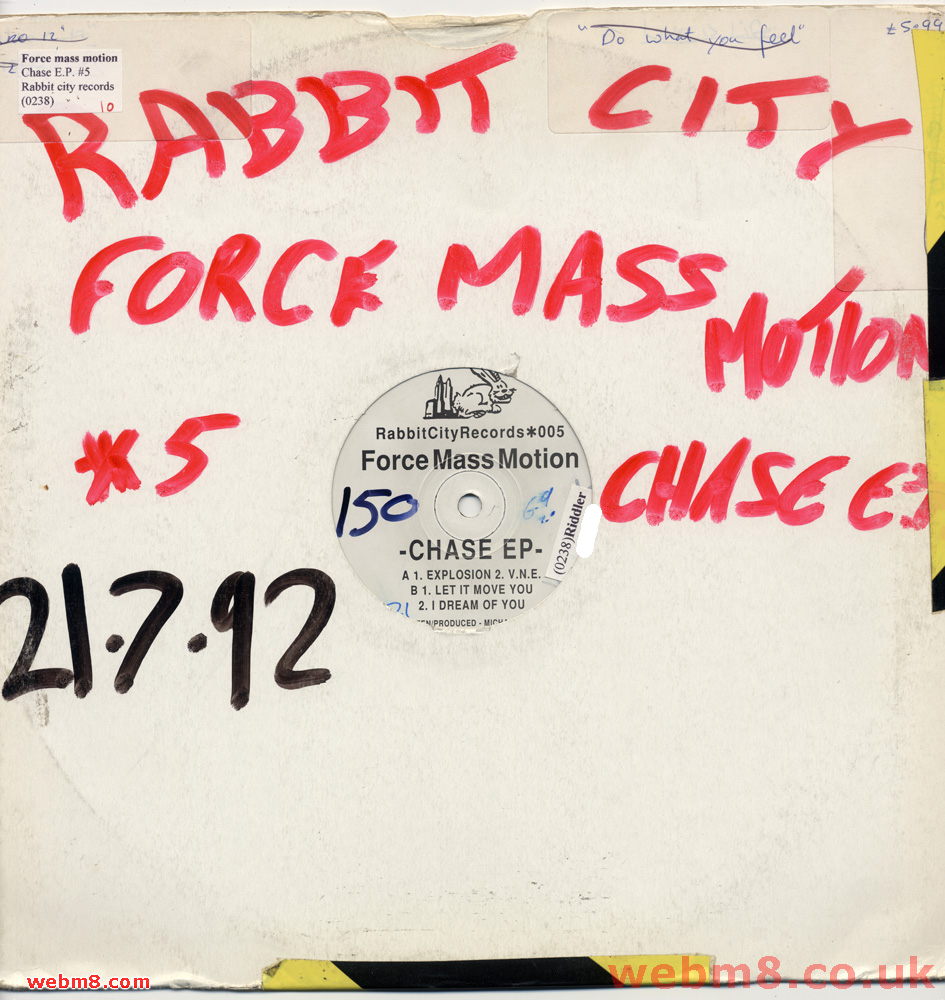 "Do what you feel"
£5.99
Force mass motion
Chase E.P. #5
Rabbit city records
(0238)
10
RABBIT CITY
FORCE MASS
MOTION
*5
CHASE
21.7.92
RabbitCityRecords*005
Force Mass Motion
150
(0238)Riddler
-CHASE EP-
A 1. EXPLOSION 2. V.N.E.
B 1. LET IT MOVE YOU
2. I DREAM OF YOU
PRODUCED -
webm8.com
webm8.co.uk